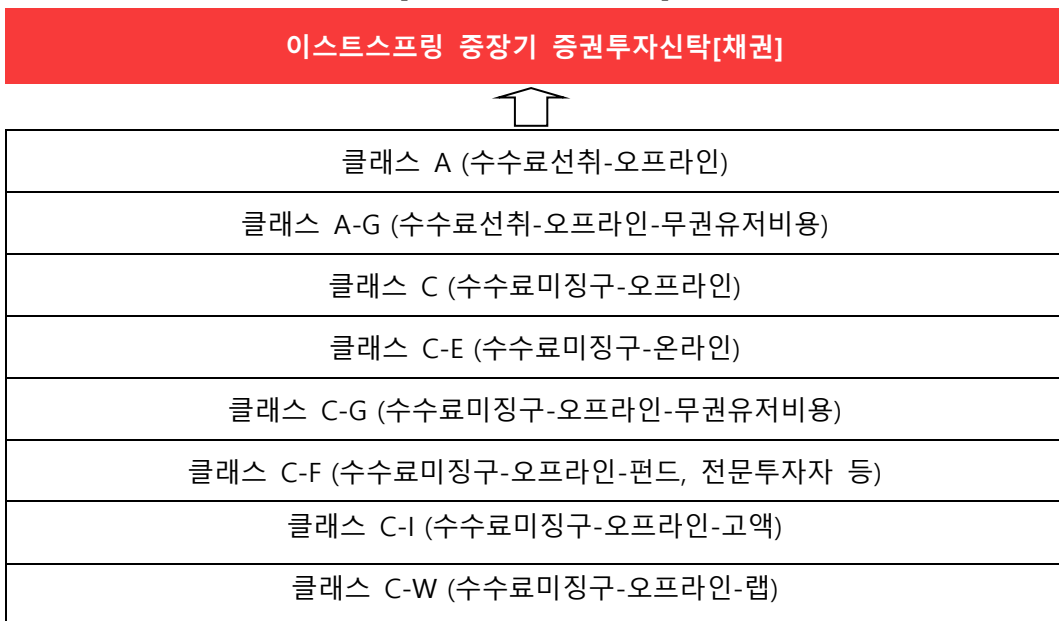 이스트스프링 중장기 증권투자신탁[채권]
클래스 A (수수료선취-오프라인)
클래스 A-G (수수료선취-오프라인-무권유저비용)
클래스 C (수수료미징구-오프라인)
클래스 C-E (수수료미징구-온라인)
클래스 C-G (수수료미징구-오프라인-무권유저비용)
클래스 C-F (수수료미징구-오프라인-펀드, 전문투자자 등)
클래스 C-I (수수료미징구-오프라인-고액)
클래스 C-W (수수료미징구-오프라인-랩)